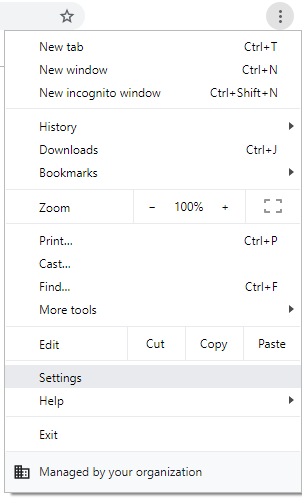 New tab Ctrl+T
New window Ctrl+N
New incognito window Ctrl+Shift+N
History
Downloads Ctrl+J
Bookmarks
Zoom − 100% +
Print... Ctrl+P
Cast...
Find... Ctrl+F
More tools
Edit Cut Copy Paste
Settings
Help
Exit
Managed by your organization